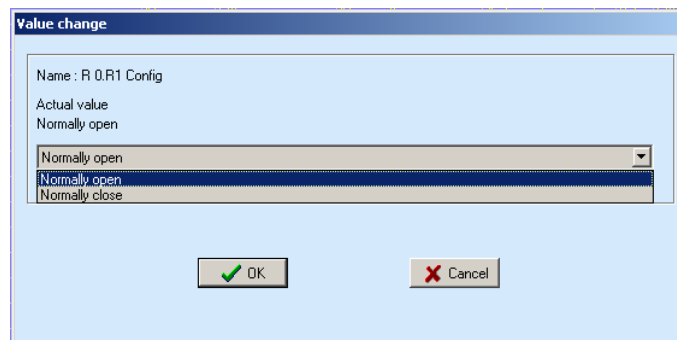 Value change
Name : R 0.R1 Config
Actual value
Normally open
Normally open
Normally open
Normally close
OK
Cancel